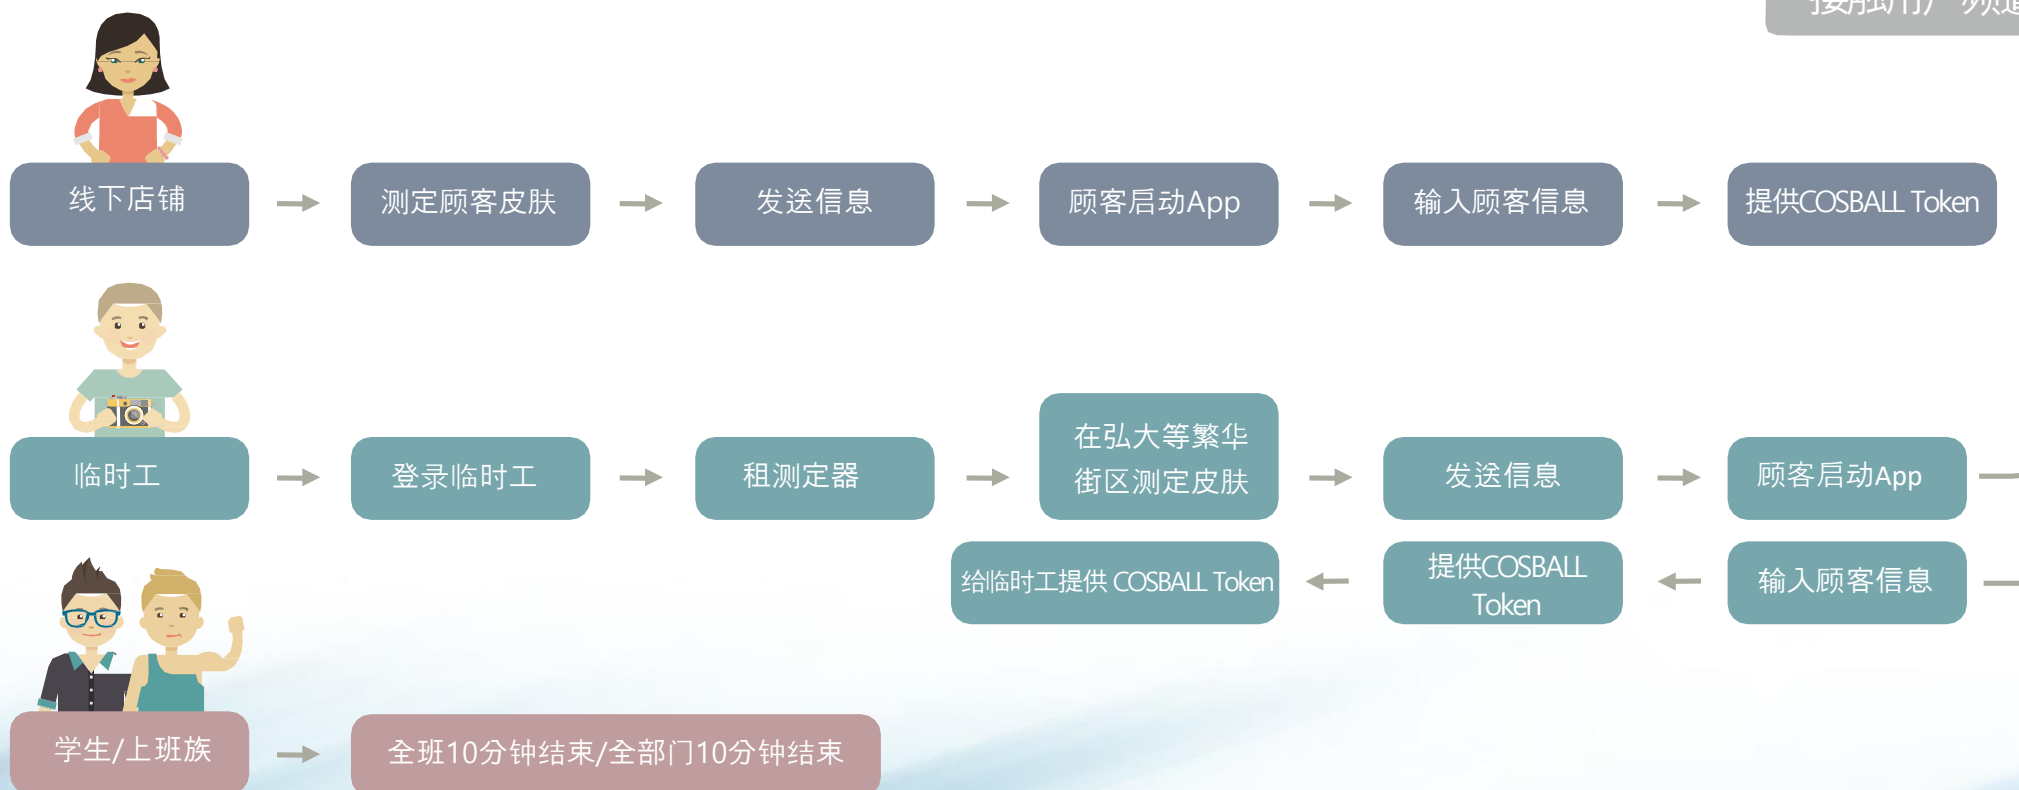 线下店铺
测定顾客皮肤
发送信息
顾客启动App
输入顾客信息
提供COSBALL Token
临时工
登录临时工
租测定器
在弘大等繁华
街区测定皮肤
发送信息
顾客启动App
输入顾客信息
提供COSBALL
Token
给临时工提供 COSBALL Token
学生/上班族
全班10分钟结束/全部门10分钟结束